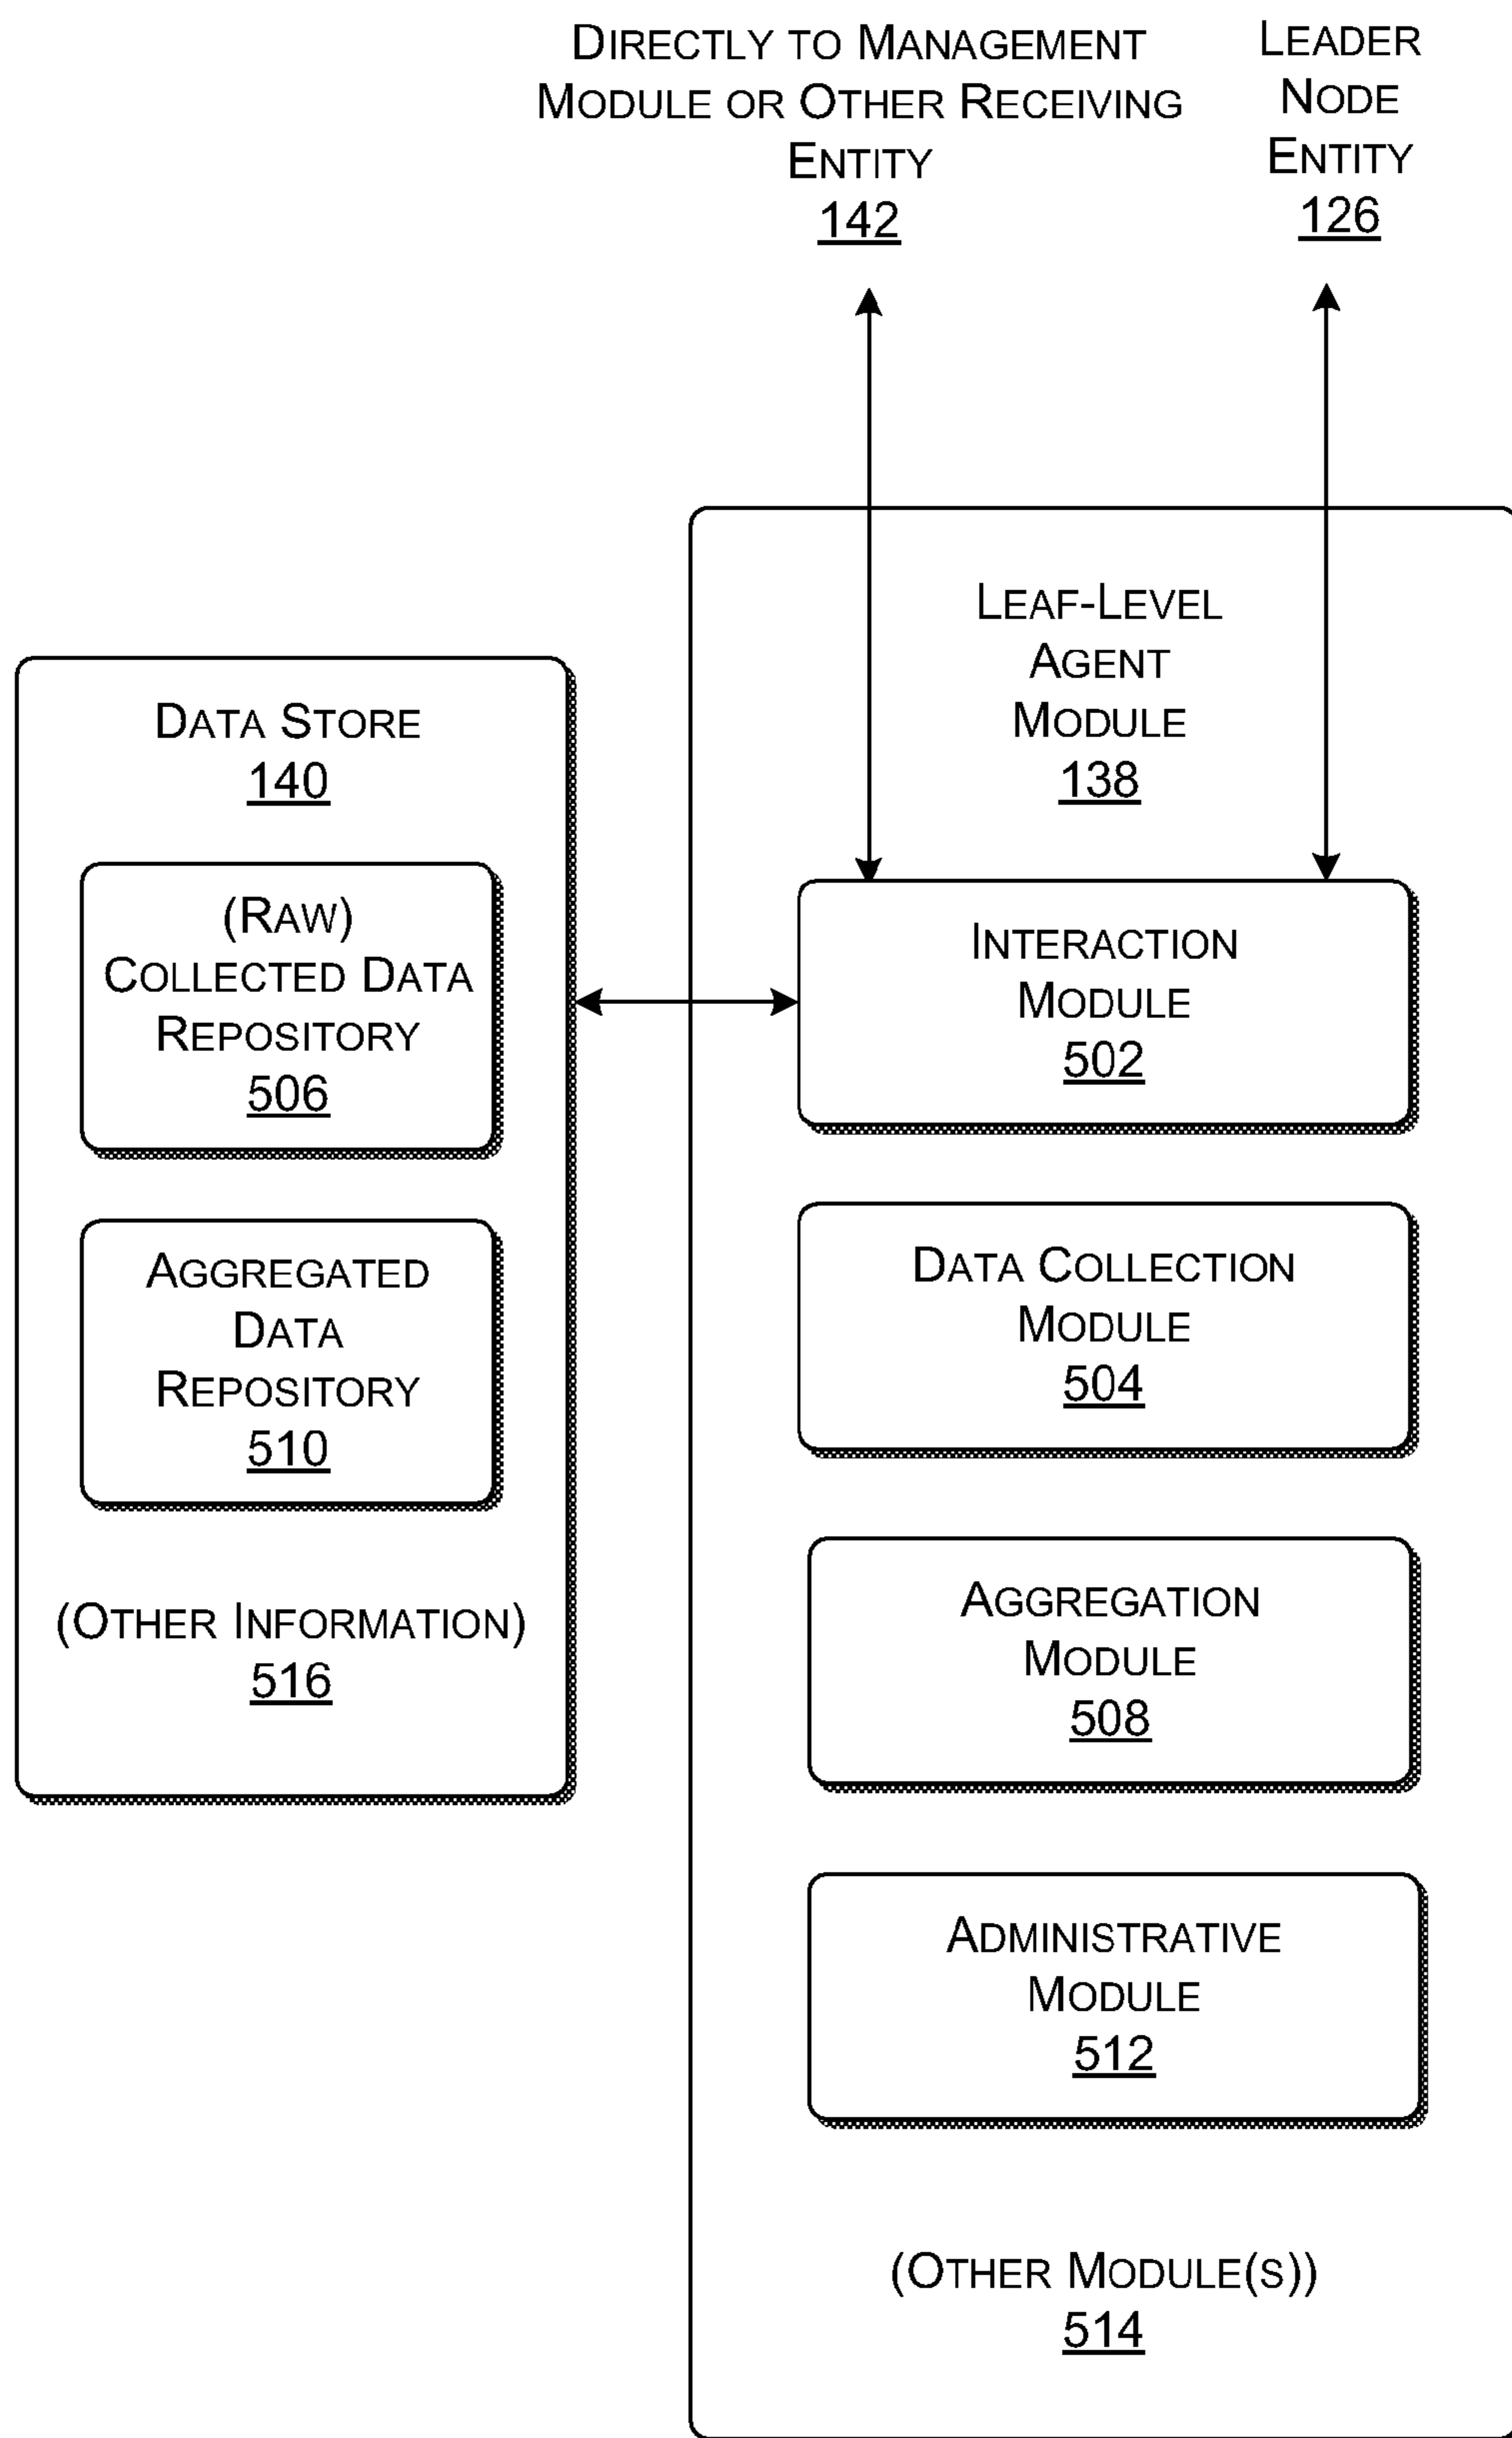 DIRECTLY TO MANAGEMENT
MODULE OR OTHER RECEIVING
ENTITY
142
LEADER
NODE
ENTITY
126
DATA STORE
140
(RAW)
COLLECTED DATA
REPOSITORY
506
AGGREGATED
DATA
REPOSITORY
510
(OTHER INFORMATION)
516
LEAF-LEVEL
AGENT
MODULE
138
INTERACTION
MODULE
502
DATA COLLECTION
MODULE
504
AGGREGATION
MODULE
508
ADMINISTRATIVE
MODULE
512
(OTHER MODULE(S))
514